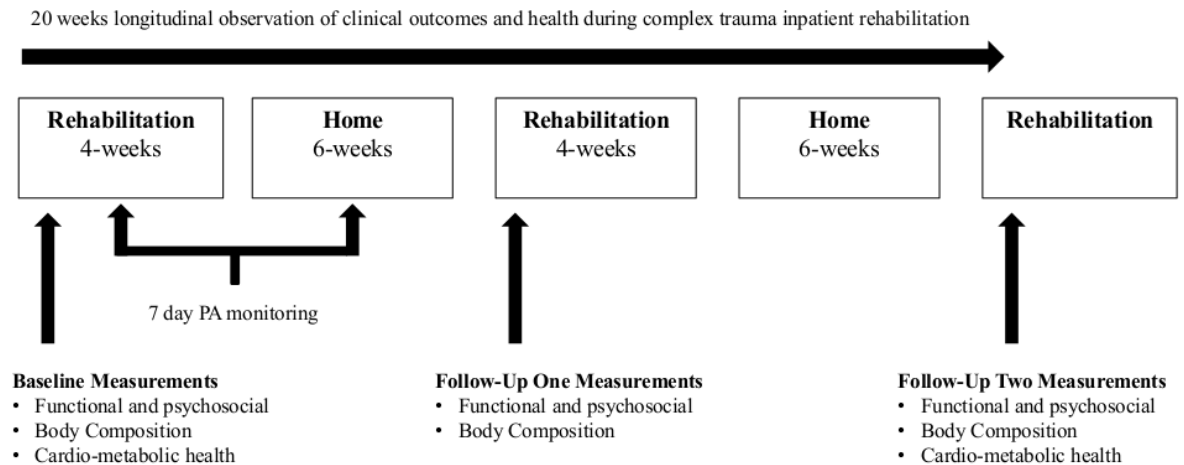 20 weeks longitudinal observation of clinical outcomes and health during complex trauma inpatient rehabilitation
Rehabilitation
4-weeks
Home
6-weeks
Rehabilitation
4-weeks
Home
6-weeks
Rehabilitation
7 day PA monitoring
Baseline Measurements
• Functional and psychosocial
• Body Composition
• Cardio-metabolic health
Follow-Up One Measurements
• Functional and psychosocial
• Body Composition
Follow-Up Two Measurements
• Functional and psychosocial
• Body Composition
• Cardio-metabolic health